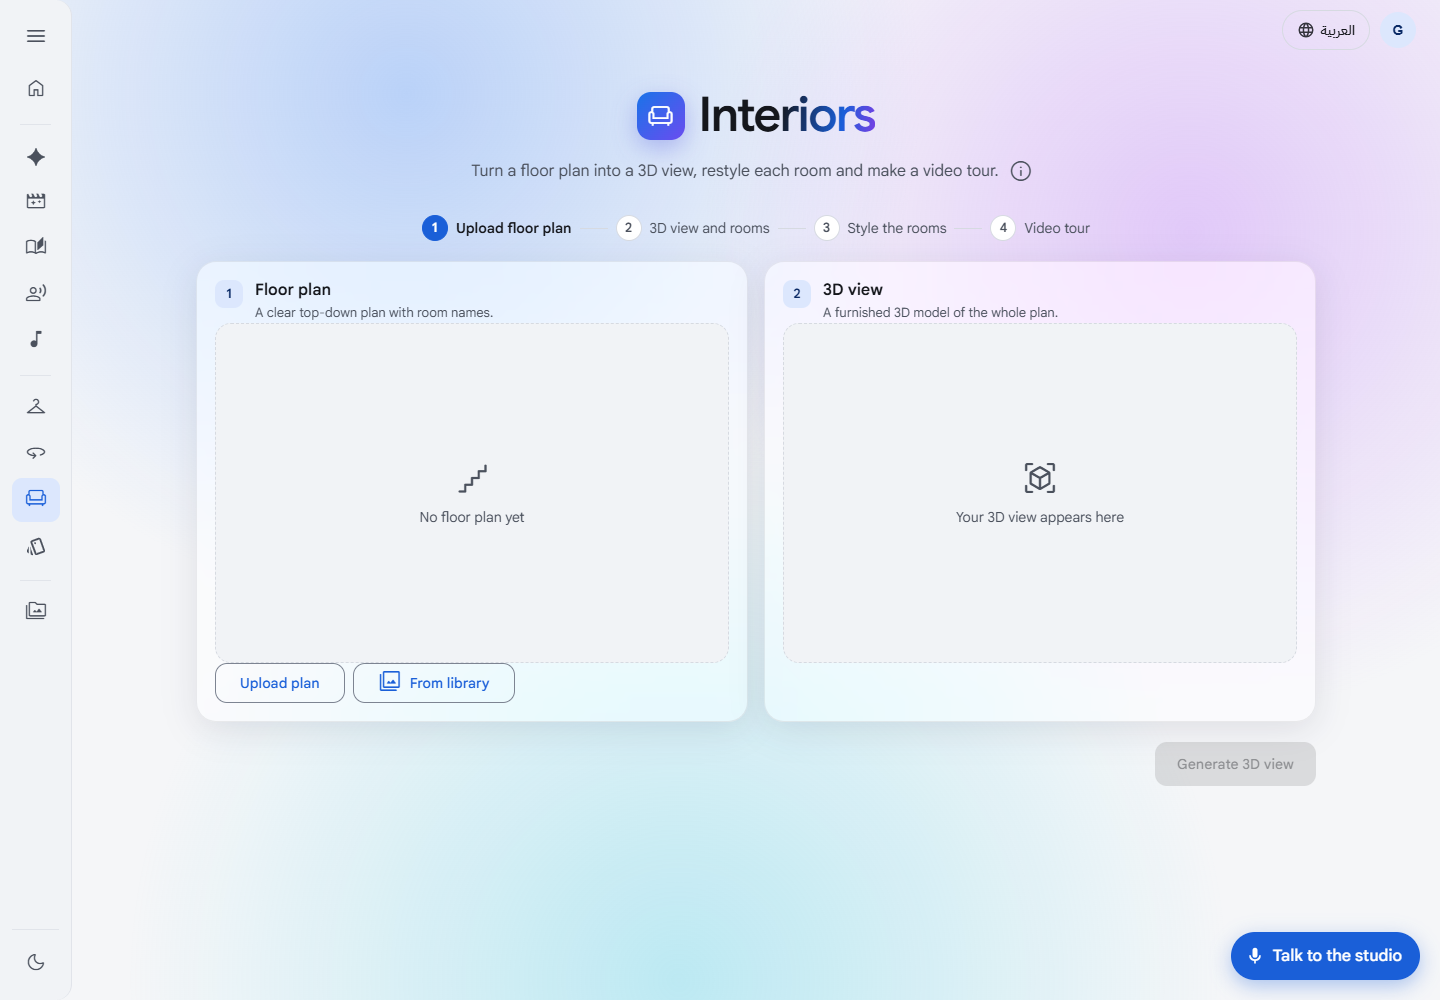 العربية
G
Interiors
Turn a floor plan into a 3D view, restyle each room and make a video tour.
1 Upload floor plan
2 3D view and rooms
3 Style the rooms
4 Video tour
1 Floor plan
A clear top-down plan with room names.
No floor plan yet
Upload plan
From library
2 3D view
A furnished 3D model of the whole plan.
Your 3D view appears here
Generate 3D view
Talk to the studio